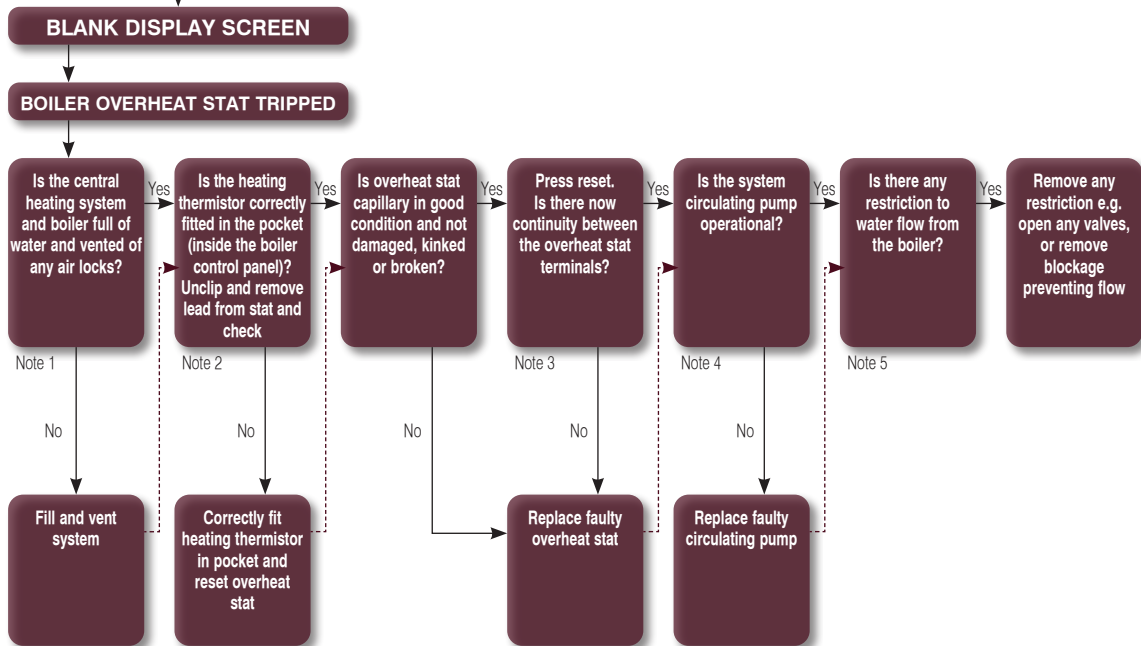 BLANK DISPLAY SCREEN
BOILER OVERHEAT STAT TRIPPED
Is the central
heating system
and boiler full of
water and vented of
any air locks?
Yes
Is the heating
thermistor correctly
fitted in the pocket
(inside the boiler
control panel)?
Unclip and remove
lead from stat and
check
Yes
Is overheat stat
capillary in good
condition and not
damaged, kinked
or broken?
Yes
Press reset.
Is there now
continuity between
the overheat stat
terminals?
Yes
Is the system
circulating pump
operational?
Yes
Is there any
restriction to
water flow from
the boiler?
Yes
Remove any
restriction e.g.
open any valves,
or remove
blockage
preventing flow
Note 1
Note 2
Note 3
Note 4
Note 5
No
No
No
No
No
Fill and vent
system
Correctly fit
heating thermistor
in pocket and
reset overheat
stat
Replace faulty
overheat stat
Replace faulty
circulating pump